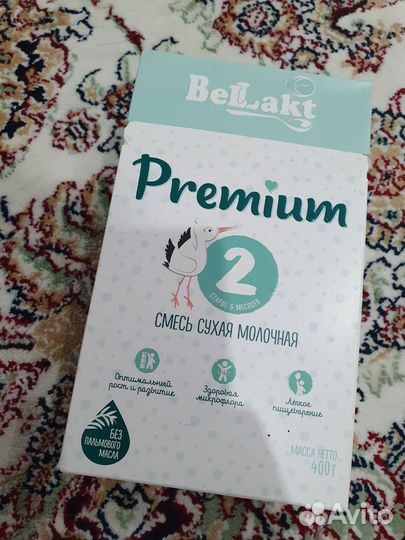 BeLLakt
Premium
2
СТАРШЕ 6 МЕСЯЦЕВ
СМЕСЬ СУХАЯ МОЛОЧНАЯ
Оптимальный
рост и развитие
Здоровая
микрофлора
Легкое
пищеварение
БЕЗ
ПАЛЬМОВОГО
МАСЛА
МАССА НЕТТО
400 г
Avito